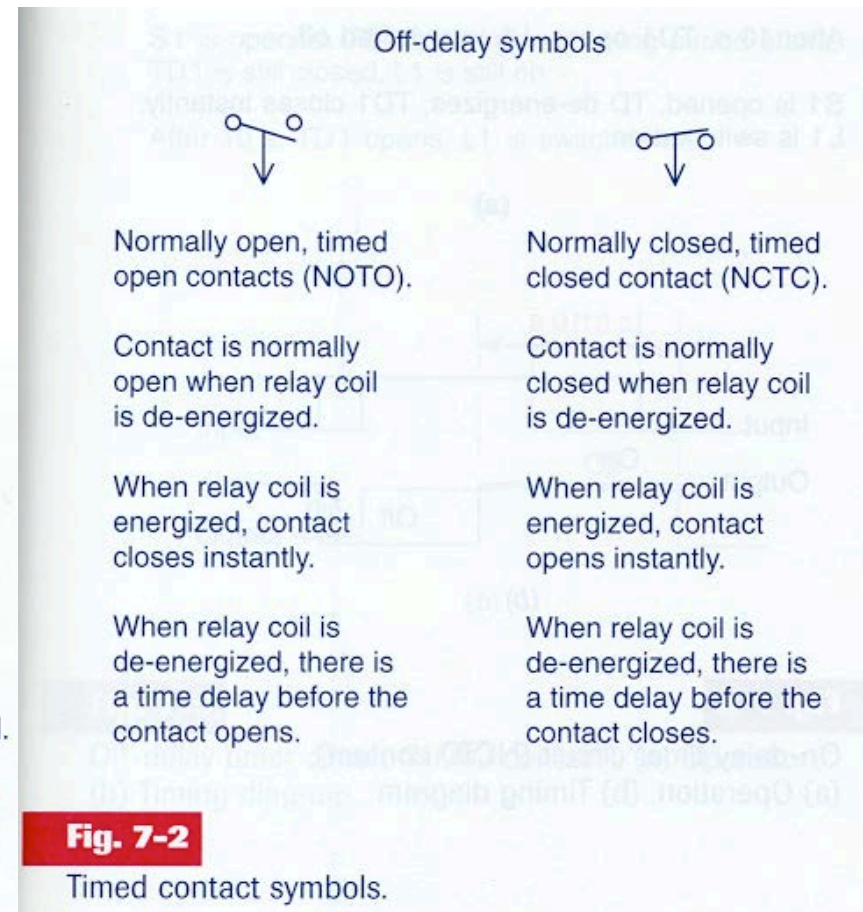 Off-delay symbols
Normally open, timed
open contacts (NOTO).
Contact is normally
open when relay coil
is de-energized.
When relay coil is
energized, contact
closes instantly.
When relay coil is
de-energized, there is
a time delay before the
contact opens.
Normally closed, timed
closed contact (NCTC).
Contact is normally
closed when relay coil
is de-energized.
When relay coil is
energized, contact
opens instantly.
When relay coil is
de-energized, there is
a time delay before the
contact closes.
Fig. 7-2
Timed contact symbols.